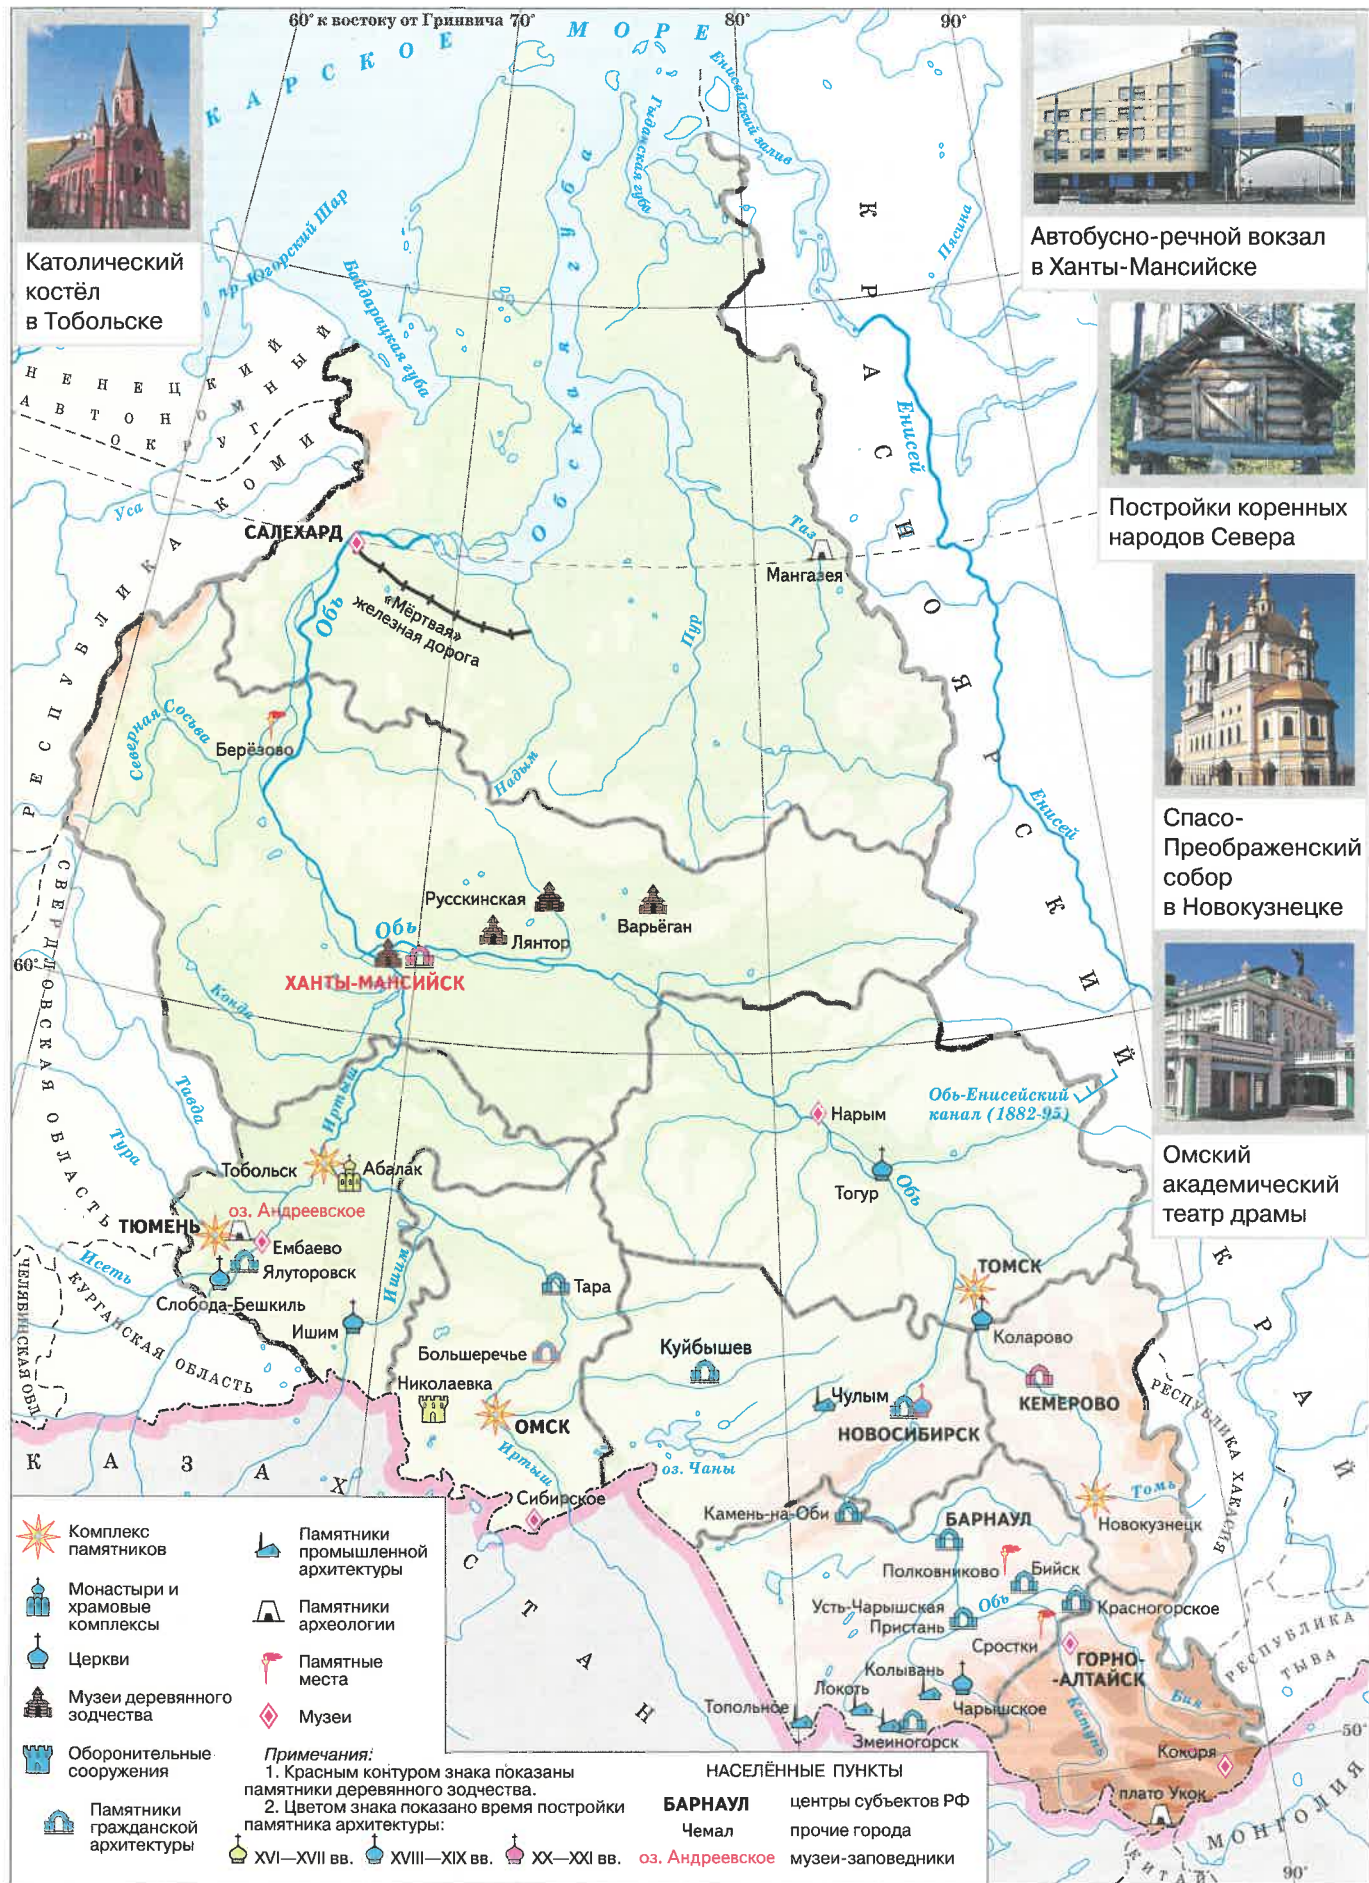 60° к востоку от Гринвича 70°
80°
90°
КАРСКОЕ МОРЕ
Католический
костёл
в Тобольске
Автобусно-речной вокзал
в Ханты-Мансийске
Постройки коренных
народов Севера
Спасо-
Преображенский
собор
в Новокузнецке
Омский
академический
театр драмы
Енисейский залив
Гыданская губа
Обская губа
пр. Югорский Шар
Байдарацкая губа
Пясина
НЕНЕЦКИЙ
АВТОНОМНЫЙ
ОКРУГ
РЕСПУБЛИКА КОМИ
КРАСНОЯРСКИЙ КРАЙ
Енисей
Уса
САЛЕХАРД
Таз
Мангазея
«Мёртвая»
железная дорога
Обь
Пур
Северная Сосьва
Берёзово
Надым
Енисей
СВЕРДЛОВСКАЯ ОБЛАСТЬ
Русскинская
Варьёган
Лянтор
Обь
60°
ХАНТЫ-МАНСИЙСК
Конда
Тавда
Тура
Иртыш
Обь-Енисейский
канал (1882-95)
Нарым
Тогур
Обь
Тобольск
Абалак
оз. Андреевское
ТЮМЕНЬ
Ембаево
Ялуторовск
Исеть
Слобода-Бешкиль
Ишим
Ишим
ЧЕЛЯБИНСКАЯ ОБЛ.
КУРГАНСКАЯ ОБЛАСТЬ
Тара
ТОМСК
Коларово
Большеречье
Куйбышев
Николаевка
ОМСК
Чулым
НОВОСИБИРСК
КЕМЕРОВО
РЕСПУБЛИКА ХАКАСИЯ
оз. Чаны
Иртыш
Сибирское
КАЗАХСТАН
Камень-на-Оби
БАРНАУЛ
Томь
Новокузнецк
Полковниково
Бийск
Усть-Чарышская
Пристань
Обь
Красногорское
Сростки
ГОРНО-
-АЛТАЙСК
РЕСПУБЛИКА
ТЫВА
Колывань
Локоть
Чарышское
Топольное
Змеиногорск
Катунь
Бия
Кокоря
плато Укок
50°
МОНГОЛИЯ
КИТАЙ
90°
Комплекс
памятников
Монастыри и
храмовые
комплексы
Церкви
Музеи деревянного
зодчества
Оборонительные
сооружения
Памятники
гражданской
архитектуры
Памятники
промышленной
архитектуры
Памятники
археологии
Памятные
места
Музеи
Примечания:
1. Красным контуром знака показаны
памятники деревянного зодчества.
2. Цветом знака показано время постройки
памятника архитектуры:
XVI—XVII вв. XVIII—XIX вв. XX—XXI вв.
НАСЕЛЁННЫЕ ПУНКТЫ
БАРНАУЛ центры субъектов РФ
Чемал прочие города
оз. Андреевское музеи-заповедники